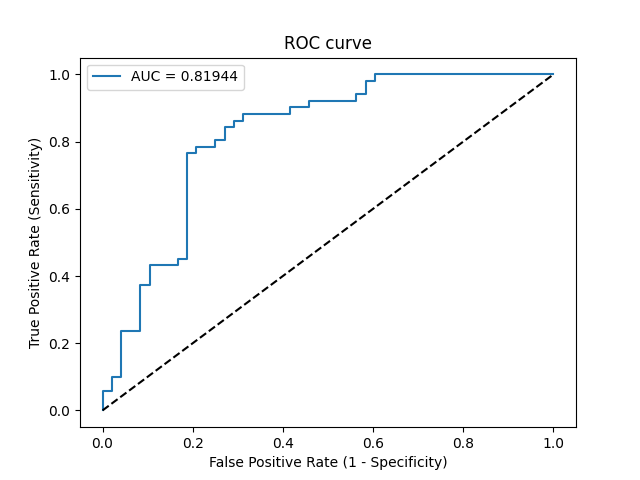 ROC curve
AUC = 0.81944
1.0
0.8
0.6
0.4
0.2
0.0
True Positive Rate (Sensitivity)
0.0 0.2 0.4 0.6 0.8 1.0
False Positive Rate (1 - Specificity)